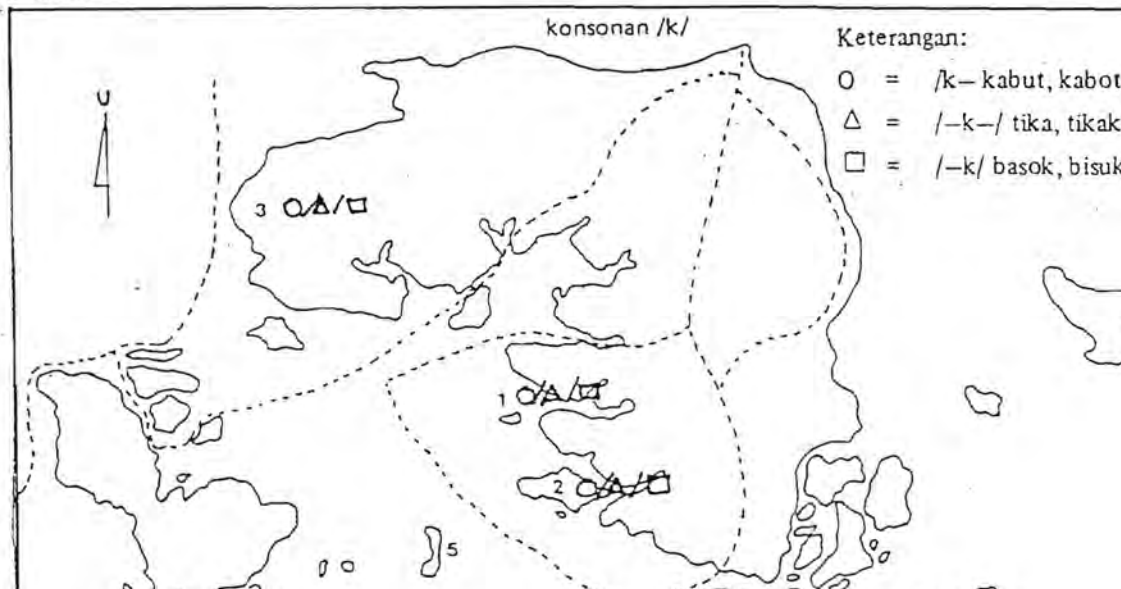 konsonan /k/
Keterangan:
O = /k– kabut, kabot
△ = /–k–/ tika, tikak
□ = /–k/ basok, bisuk
U
3 O/△/□
1 O/△/□
2 O/△/□
5